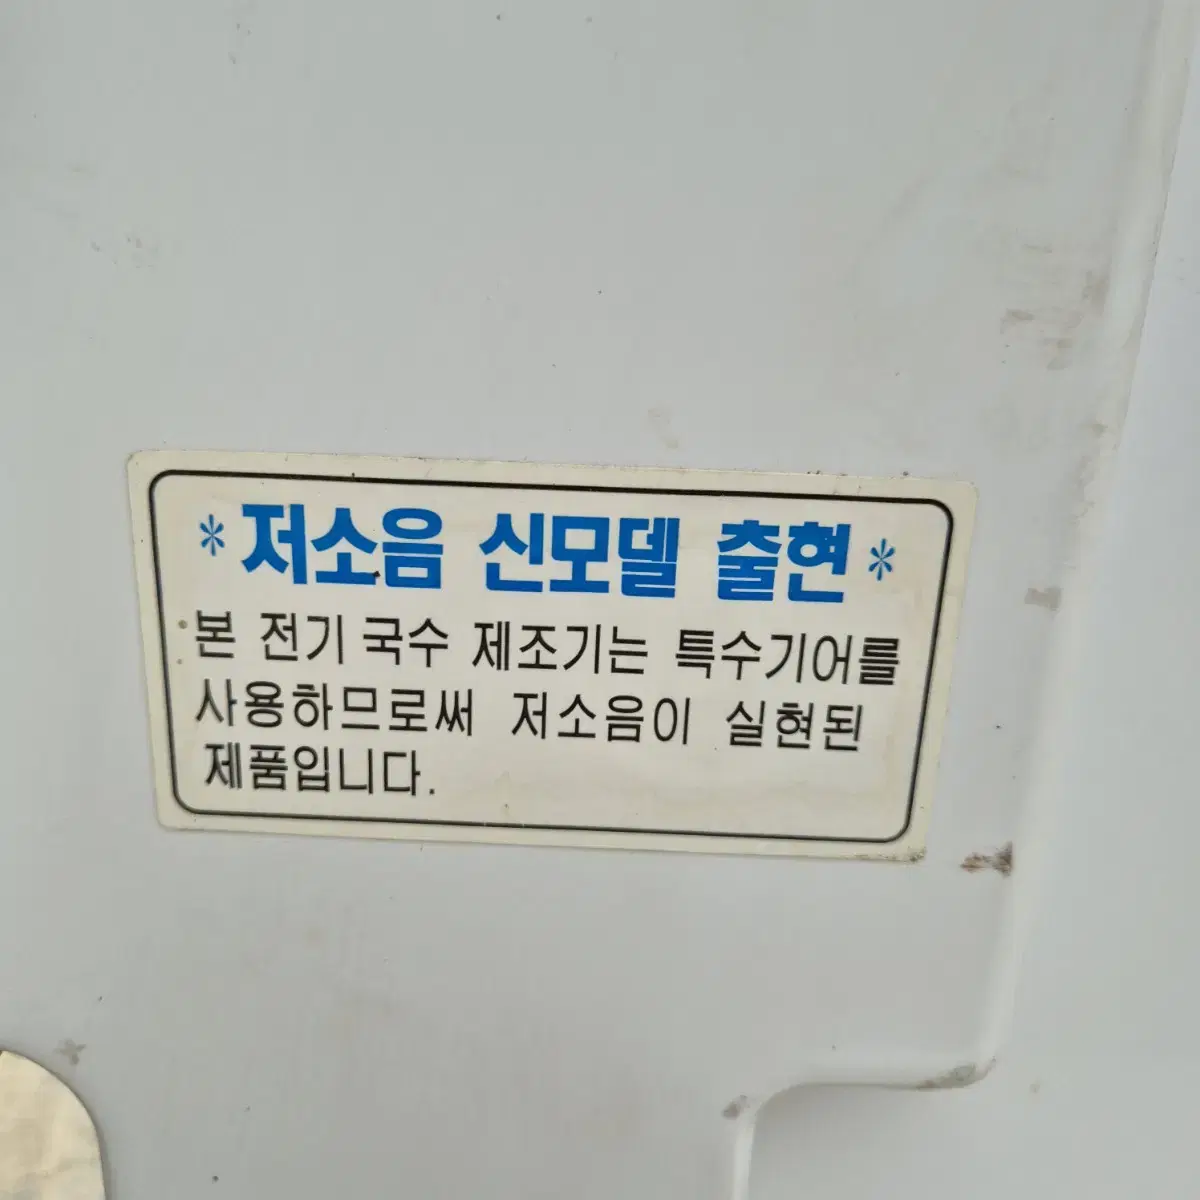 *저소음 신모델 출현*
본 전기 국수 제조기는 특수기어를
사용하므로써 저소음이 실현된
제품입니다.